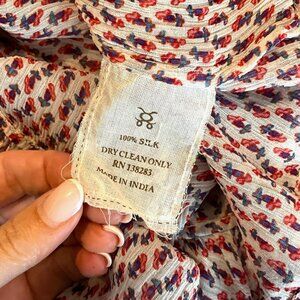 100% SILK
DRY CLEAN ONLY
RN 138283
MADE IN INDIA